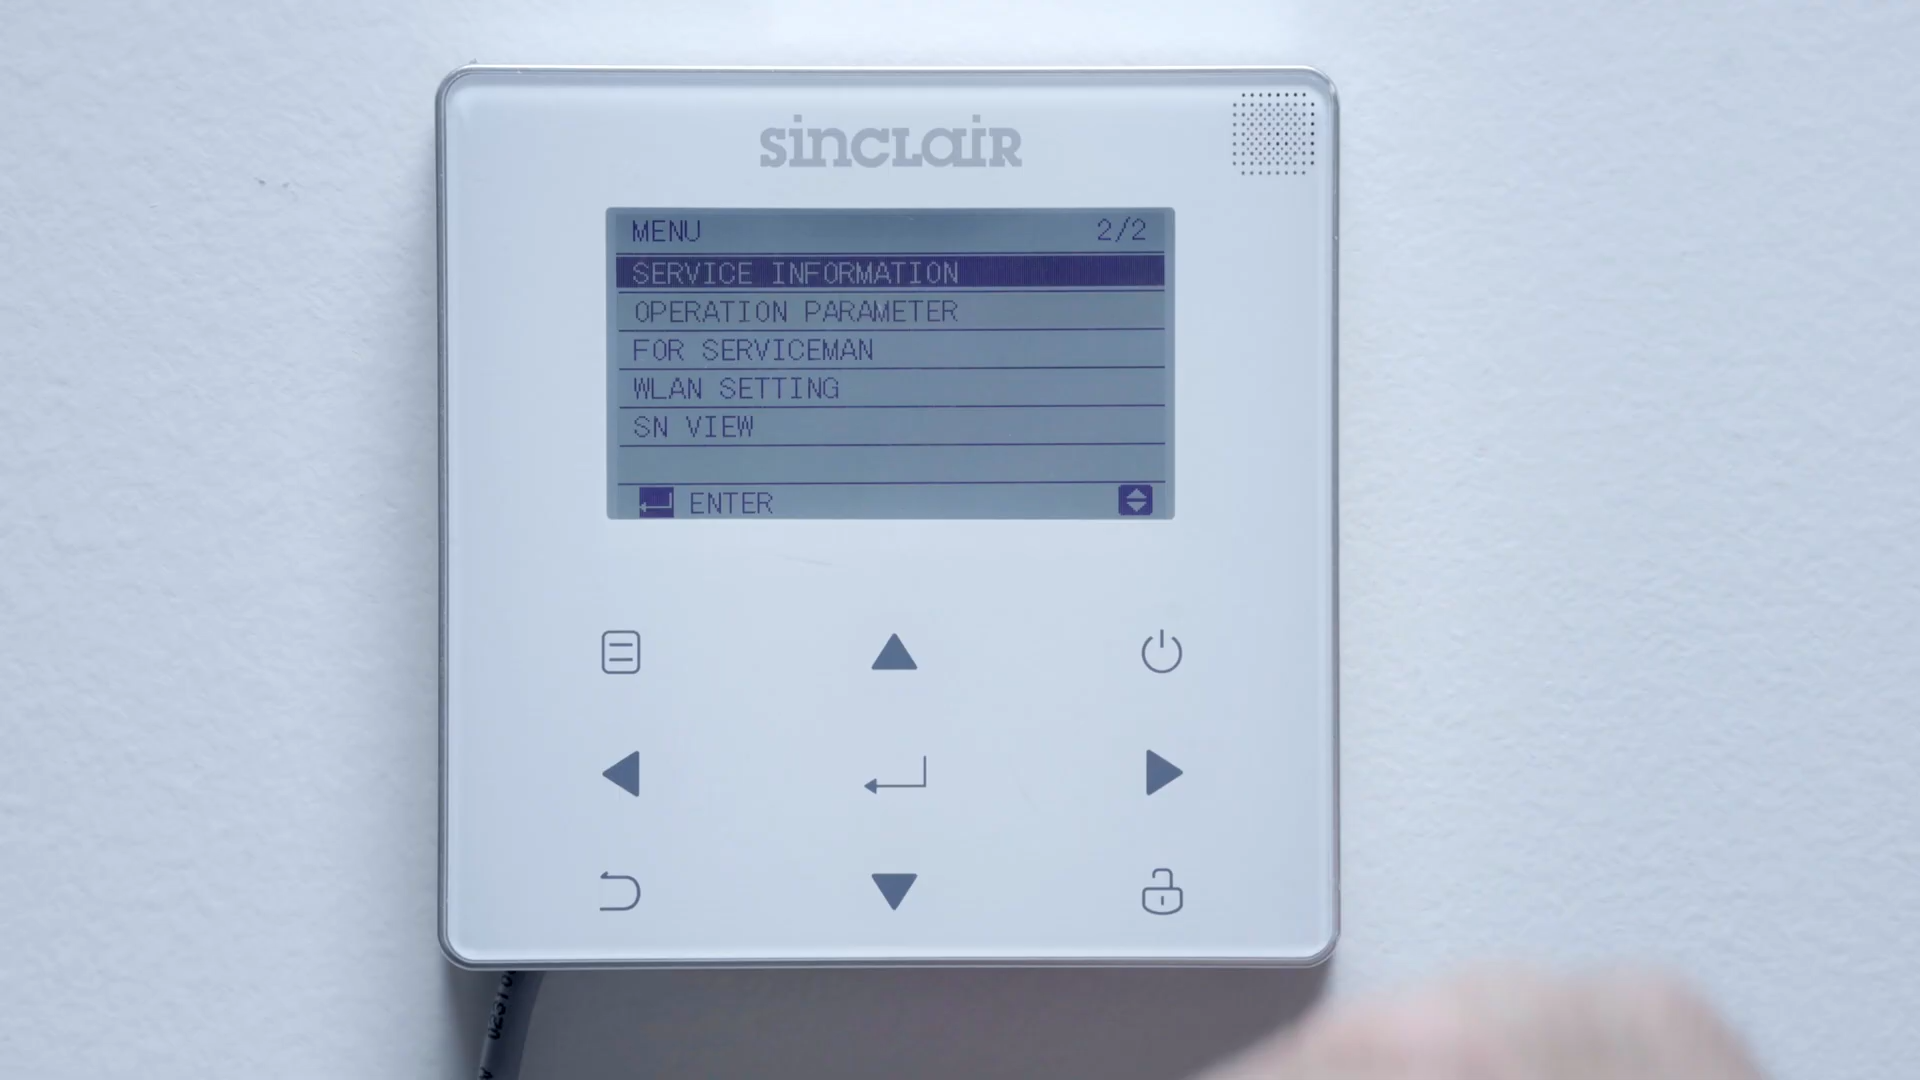 sinclair
MENU 2/2
SERVICE INFORMATION
OPERATION PARAMETER
FOR SERVICEMAN
WLAN SETTING
SN VIEW
ENTER